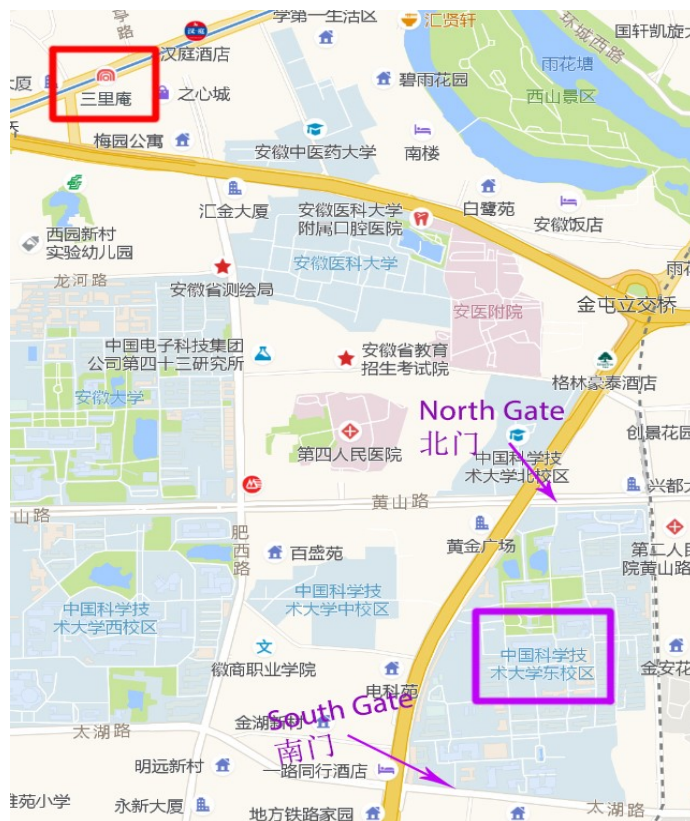 学第一生活区
汇贤轩
环城西路
国轩凯旋大
汉庭酒店
雨花塘
大厦
三里庵
之心城
碧雨花园
西山景区
桥
梅园公寓
安徽中医药大学
南楼
汇金大厦
安徽医科大学
附属口腔医院
白鹭苑
安徽饭店
西园新村
实验幼儿园
龙河路
安徽省测绘局
安徽医科大学
雨花
安医附院
金屯立交桥
中国电子科技集团
公司第四十三研究所
安徽省教育
招生考试院
格林豪泰酒店
安徽大学
North Gate
北门
创景花园
第四人民医院
中国科学技
术大学北校区
兴都大
山路
黄山路
肥西路
百盛苑
黄金广场
第二人民
院黄山路
中国科学技
术大学西校区
中国科学技
术大学中校区
中国科学技
术大学东校区
徽商职业学院
金安花
电科苑
South Gate
南门
太湖路
金湖新村
明远新村
一路同行酒店
雅苑小学
永新大厦
地方铁路家园
太湖路